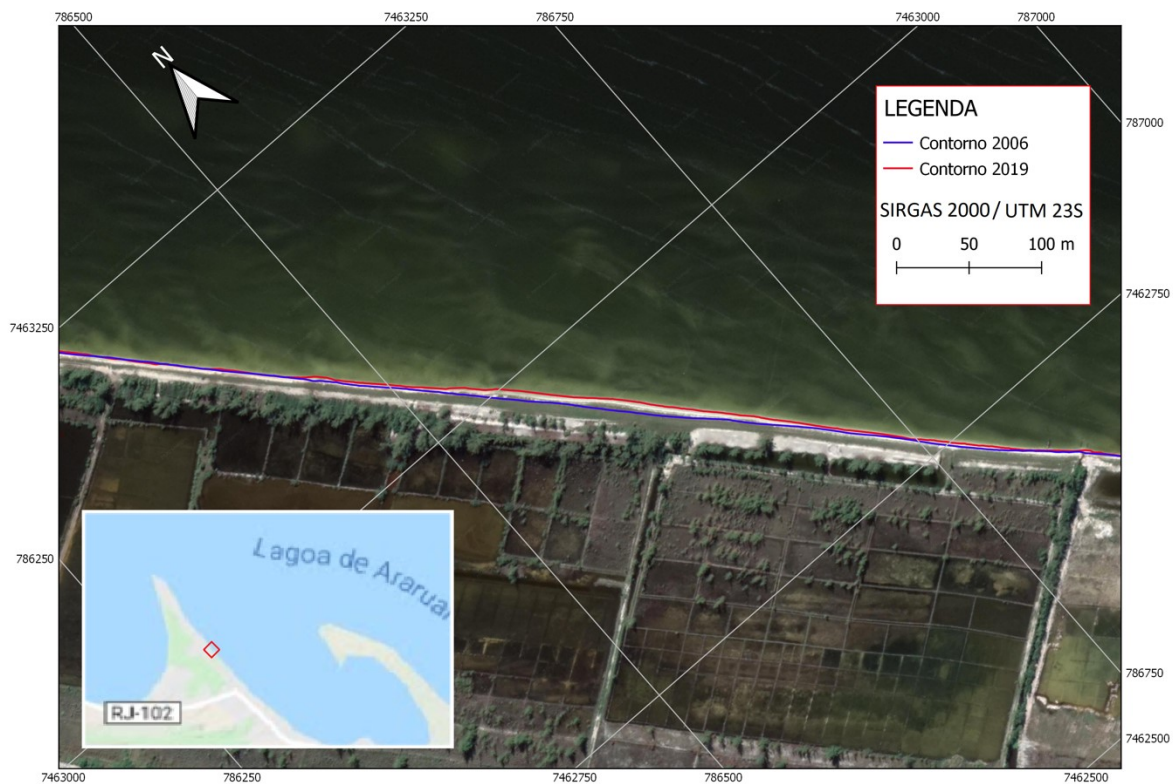 786500
7463250
786750
7463000
787000
N
LEGENDA
Contorno 2006
Contorno 2019
SIRGAS 2000 / UTM 23S
0 50 100 m
787000
7462750
7463250
786250
786750
7462500
Lagoa de Araruar
RJ-102
7463000
786250
7462750
786500
7462500